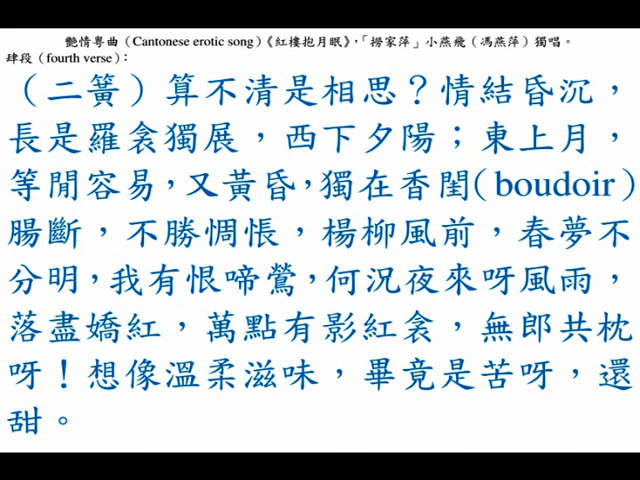 艷情粵曲（Cantonese erotic song）《紅樓抱月眠》，「撈家萍」小燕飛（馮燕萍）獨唱。
肆段（fourth verse）：
（二簧）算不清是相思？情結昏沉，
長是羅衾獨展，西下夕陽；東上月，
等閒容易，又黃昏，獨在香閨（boudoir）
腸斷，不勝惆悵，楊柳風前，春夢不
分明，我有恨啼鶯，何況夜來呀風雨，
落盡嬌紅，萬點有影紅衾，無郎共枕
呀！想像溫柔滋味，畢竟是苦呀，還
甜。